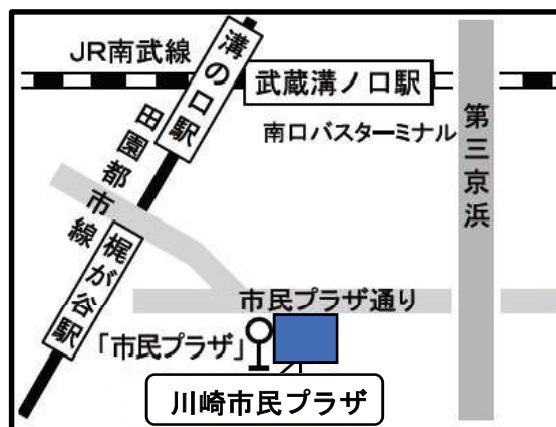 JR南武線
溝の口駅
武蔵溝ノ口駅
南口バスターミナル
第三京浜
田園都市線
梶が谷駅
市民プラザ通り
「市民プラザ」
川崎市民プラザ